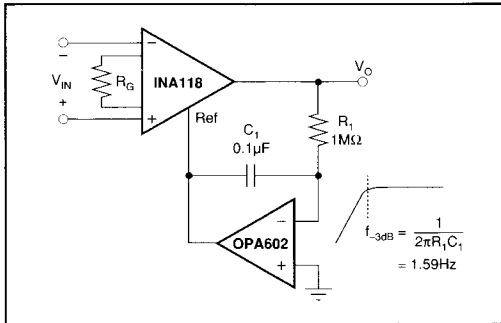 V_IN
−
+
R_G
−
+
INA118
Ref
V_O
C_1
0.1µF
R_1
1MΩ
−
+
OPA602
f_−3dB = 1 / 2πR_1C_1
= 1.59Hz